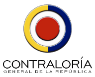 CONTRALORÍA
GENERAL DE LA REPÚBLICA